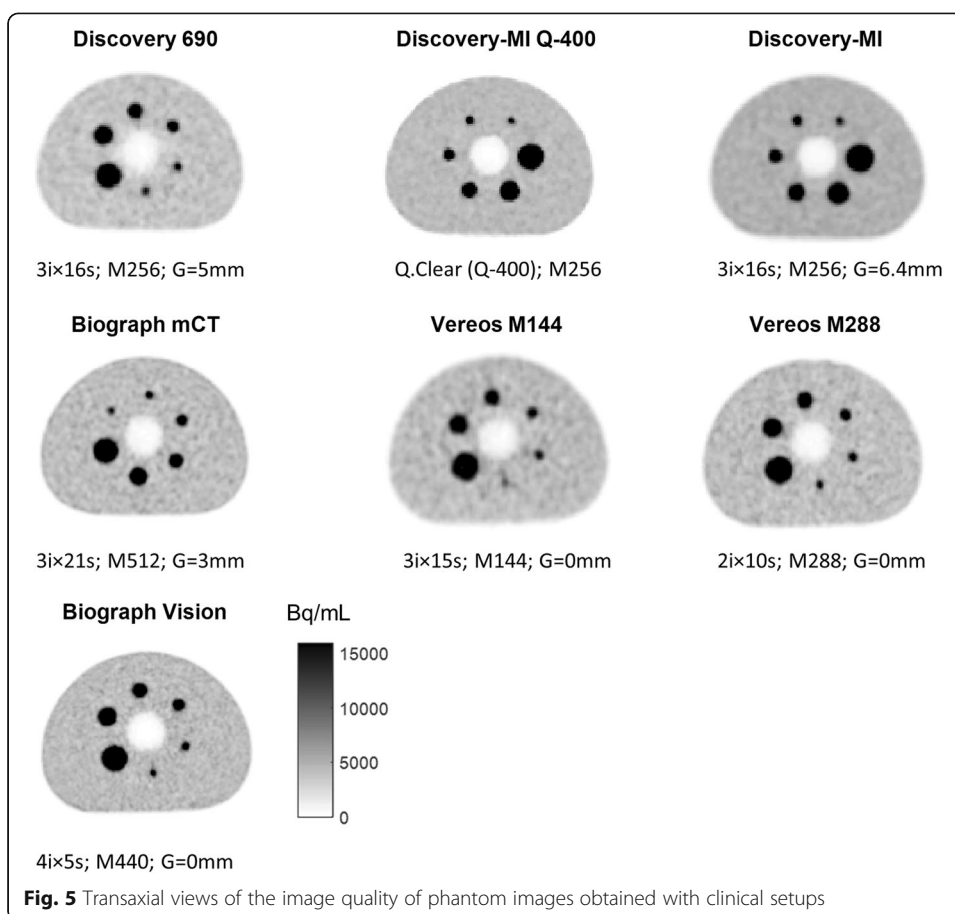 Discovery 690
Discovery-MI Q-400
Discovery-MI
3i×16s; M256; G=5mm
Q.Clear (Q-400); M256
3i×16s; M256; G=6.4mm
Biograph mCT
Vereos M144
Vereos M288
3i×21s; M512; G=3mm
3i×15s; M144; G=0mm
2i×10s; M288; G=0mm
Biograph Vision
Bq/mL
15000
10000
5000
0
4i×5s; M440; G=0mm
Fig. 5 Transaxial views of the image quality of phantom images obtained with clinical setups